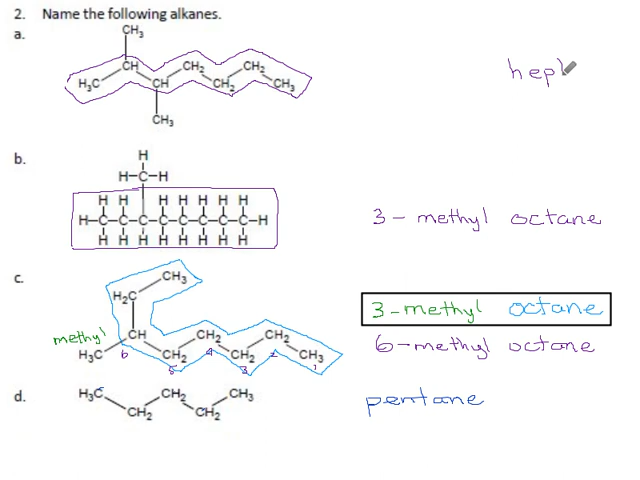 2. Name the following alkanes.
a.
CH3
CH CH2 CH2
H3C CH CH2 CH3
CH3
hept
b.
H
H-C-H
H H H H H H H
H-C-C-C-C-C-C-C-C-H
H H H H H H H H
3-methyl octane
c.
CH3
H2C
methyl CH CH2 CH2
H3C 6 5 CH2 4 CH2 3 2 CH3 1
3-methyl octane
6-methyl octane
d.
H3C CH2 CH3
CH2 CH2
pentane